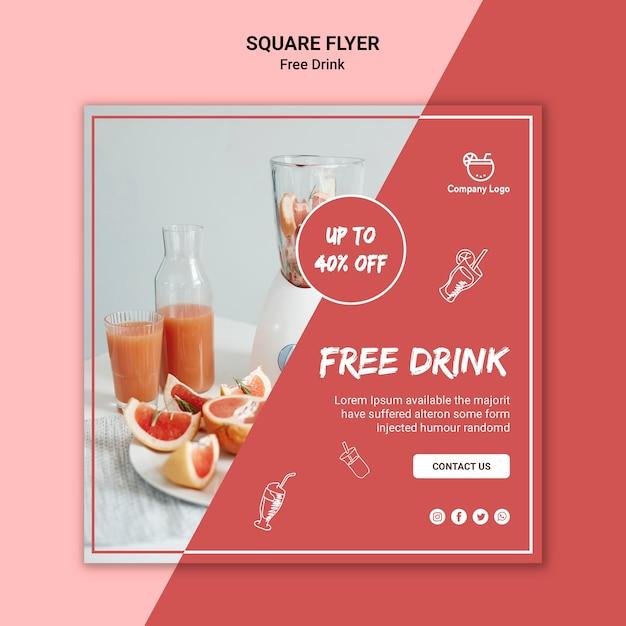 SQUARE FLYER
Free Drink
Company Logo
UP TO
40% OFF
FREE DRINK
Lorem Ipsum available the majorit
have suffered alteron some form
injected humour randomd
CONTACT US